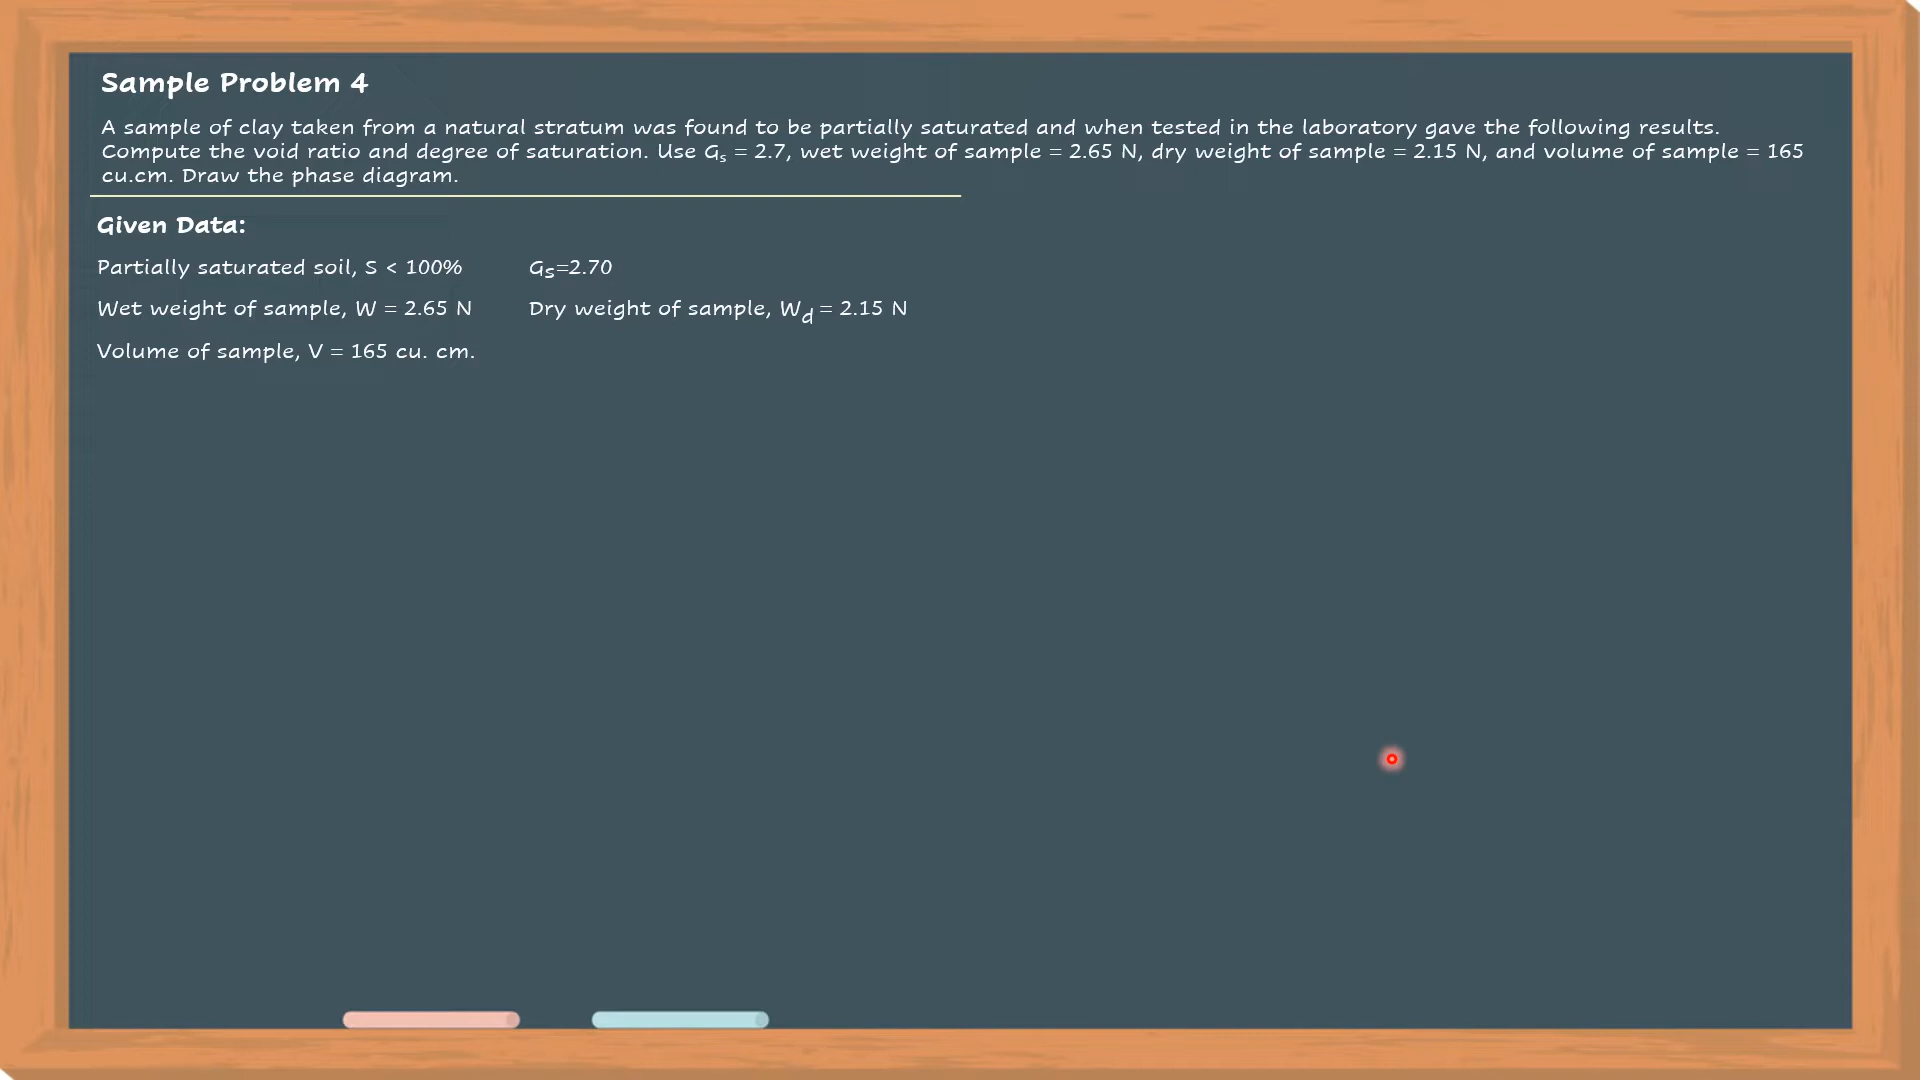 Sample Problem 4
A sample of clay taken from a natural stratum was found to be partially saturated and when tested in the laboratory gave the following results.
Compute the void ratio and degree of saturation. Use Gₛ = 2.7, wet weight of sample = 2.65 N, dry weight of sample = 2.15 N, and volume of sample = 165
cu.cm. Draw the phase diagram.
Given Data:
Partially saturated soil, S < 100% Gₛ=2.70
Wet weight of sample, W = 2.65 N Dry weight of sample, W_d = 2.15 N
Volume of sample, V = 165 cu. cm.